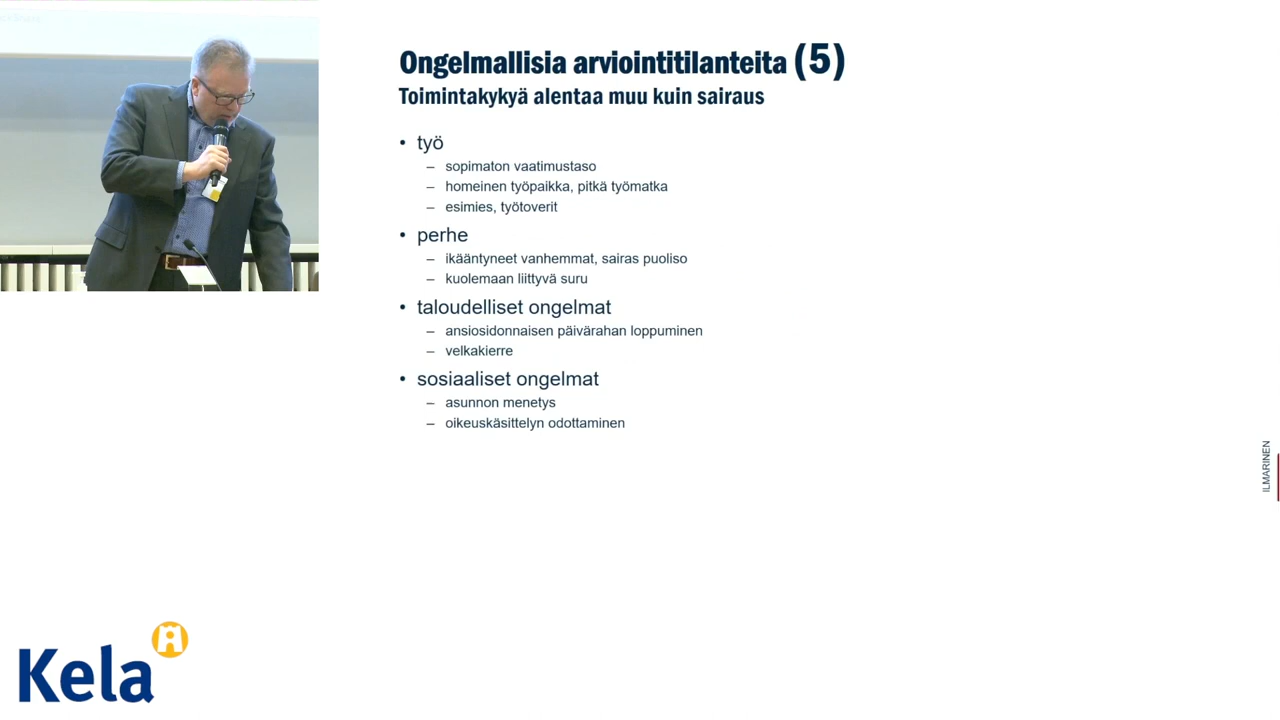 Ongelmallisia arviointitilanteita (5)
Toimintakykyä alentaa muu kuin sairaus
• työ
– sopimaton vaatimustaso
– homeinen työpaikka, pitkä työmatka
– esimies, työtoverit
• perhe
– ikääntyneet vanhemmat, sairas puoliso
– kuolemaan liittyvä suru
• taloudelliset ongelmat
– ansiosidonnaisen päivärahan loppuminen
– velkakierre
• sosiaaliset ongelmat
– asunnon menetys
– oikeuskäsittelyn odottaminen
ILMARINEN
Kela